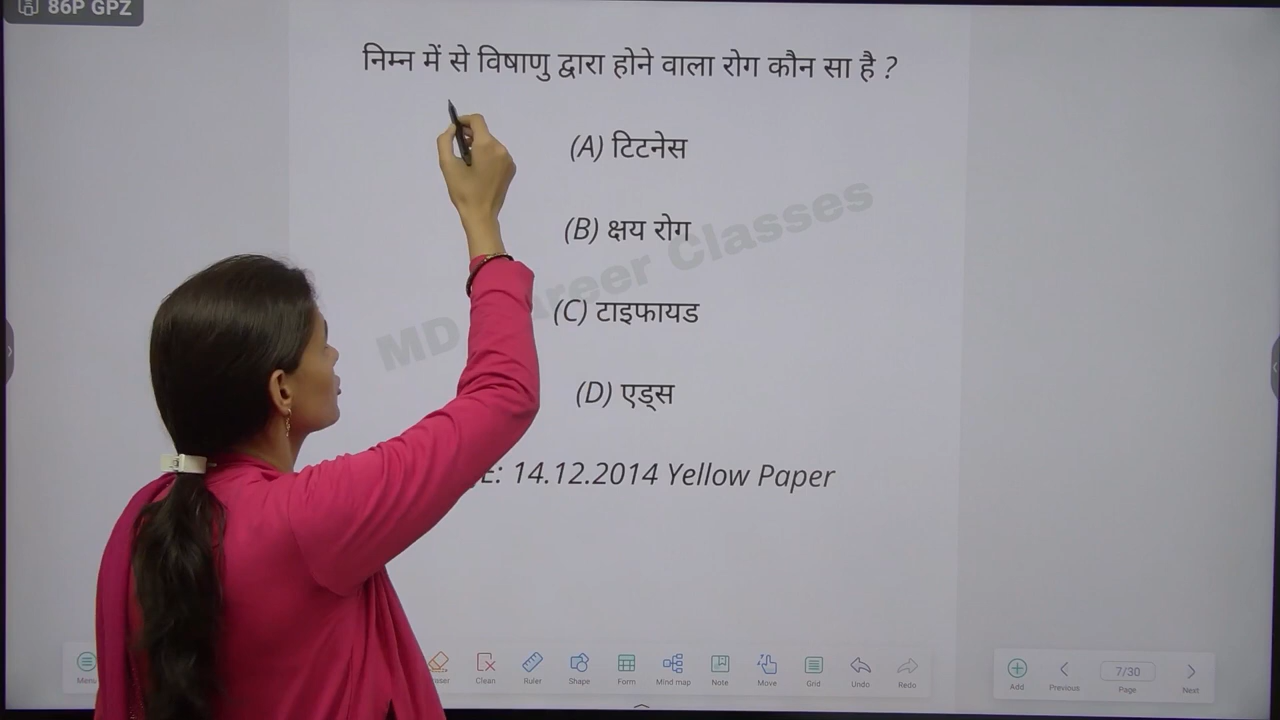 86P GPZ
निम्न में से विषाणु द्वारा होने वाला रोग कौन सा है ?
(A) टिटनेस
(B) क्षय रोग
(C) टाइफायड
(D) एड्स
14.12.2014 Yellow Paper
MD Career Classes
Menu Clean Ruler Shape Form Mind map Note Move Grid Undo Redo
Add Previous 7/30 Page Next